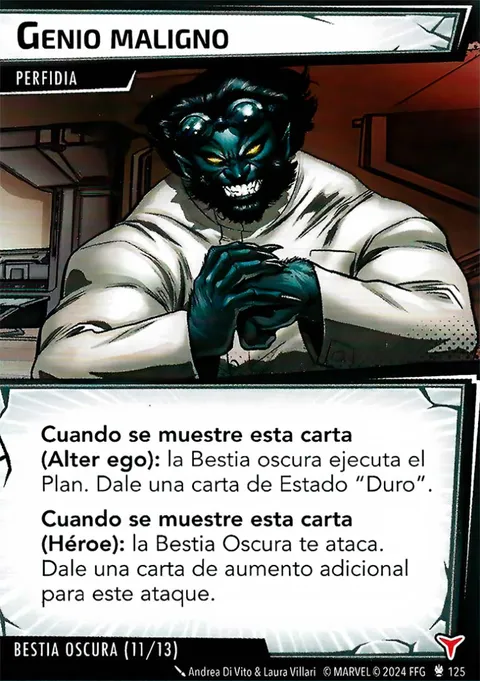 GENIO MALIGNO
PERFIDIA
Cuando se muestre esta carta
(Alter ego): la Bestia oscura ejecuta el
Plan. Dale una carta de Estado “Duro”.
Cuando se muestre esta carta
(Héroe): la Bestia Oscura te ataca.
Dale una carta de aumento adicional
para este ataque.
BESTIA OSCURA (11/13)
Andrea Di Vito & Laura Villari © MARVEL © 2024 FFG 125